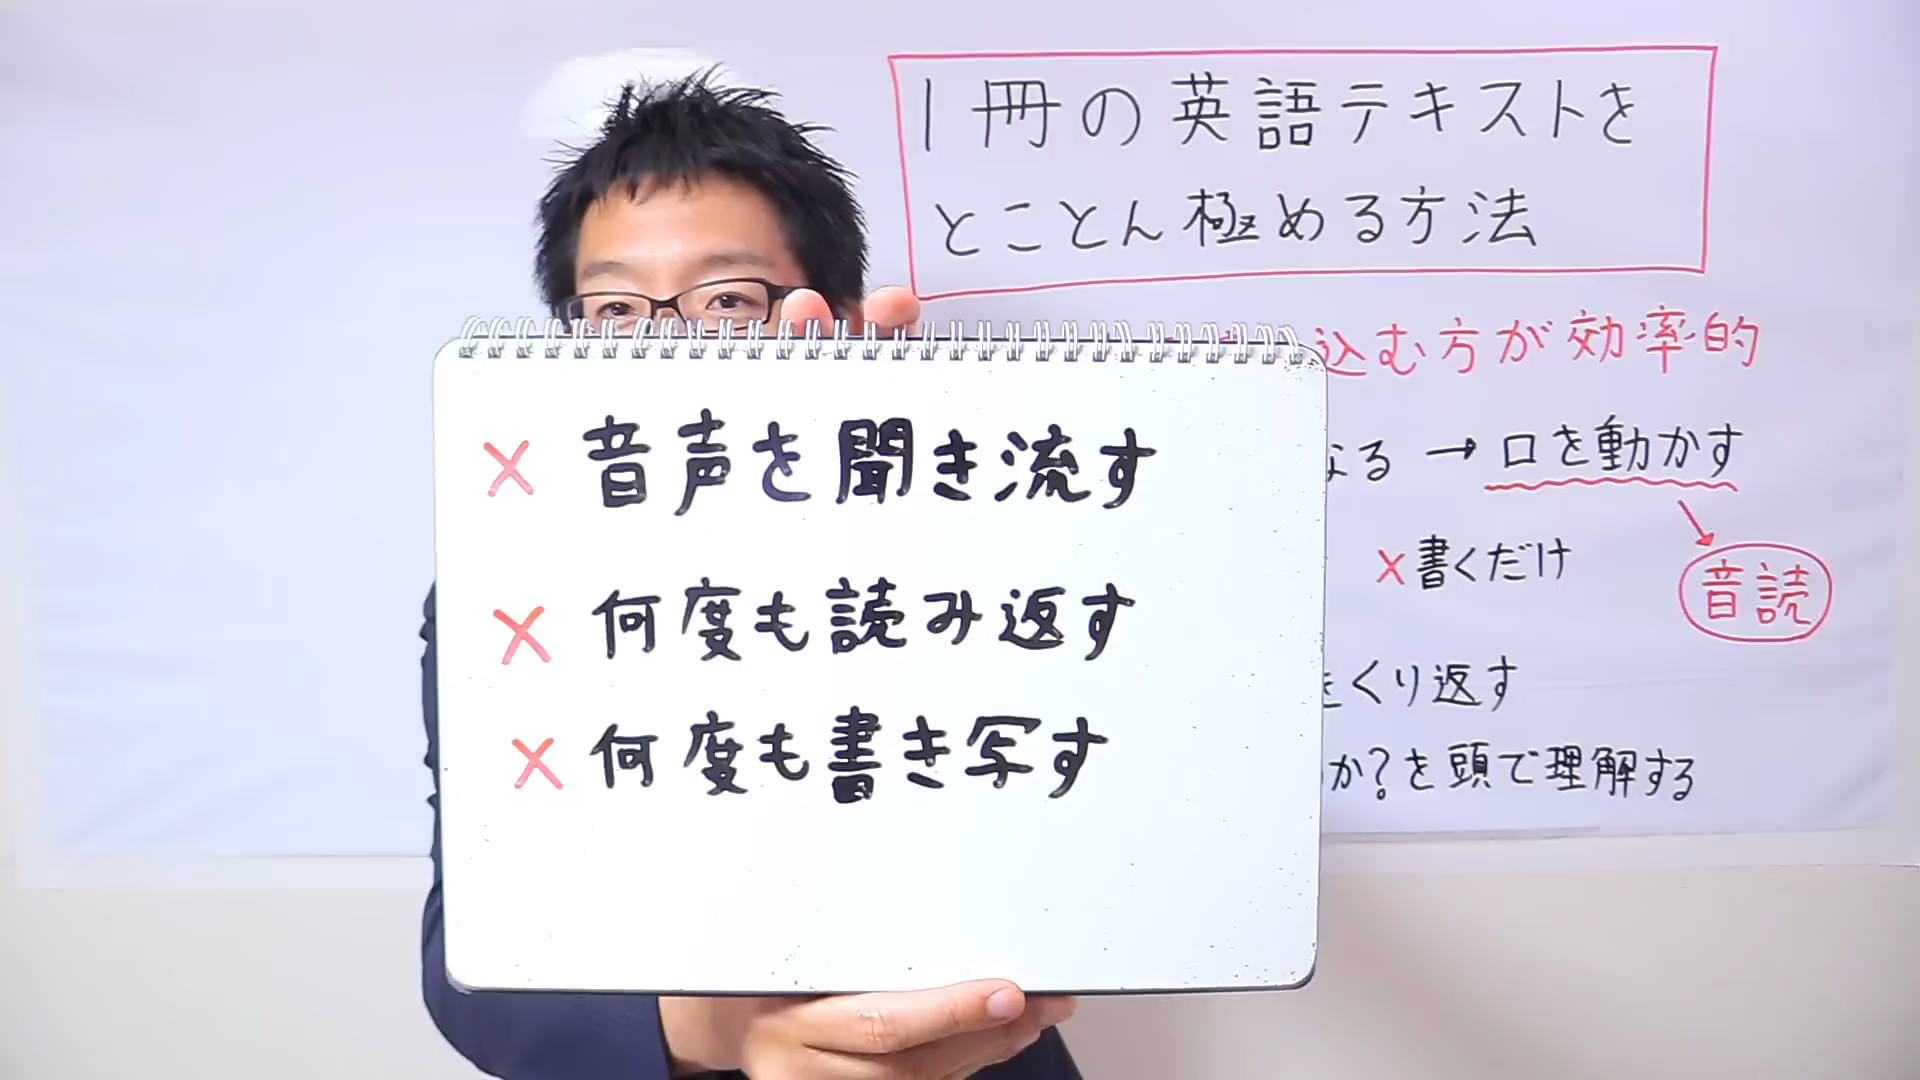 1冊の英語テキストを
とことん極める方法
込む方が効率的
なる → 口を動かす
×書くだけ
音読
をくり返す
か?を頭で理解する
× 音声を聞き流す
× 何度も読み返す
× 何度も書き写す